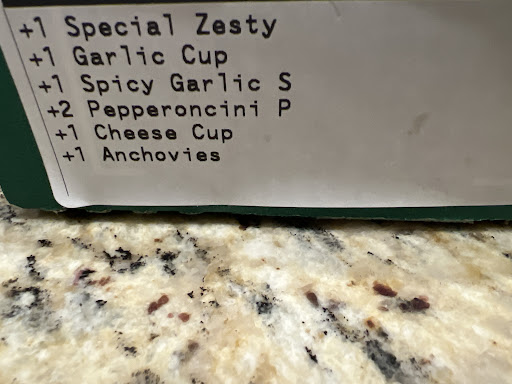 +1 Special Zesty
+1 Garlic Cup
+1 Spicy Garlic S
+2 Pepperoncini P
+1 Cheese Cup
+1 Anchovies